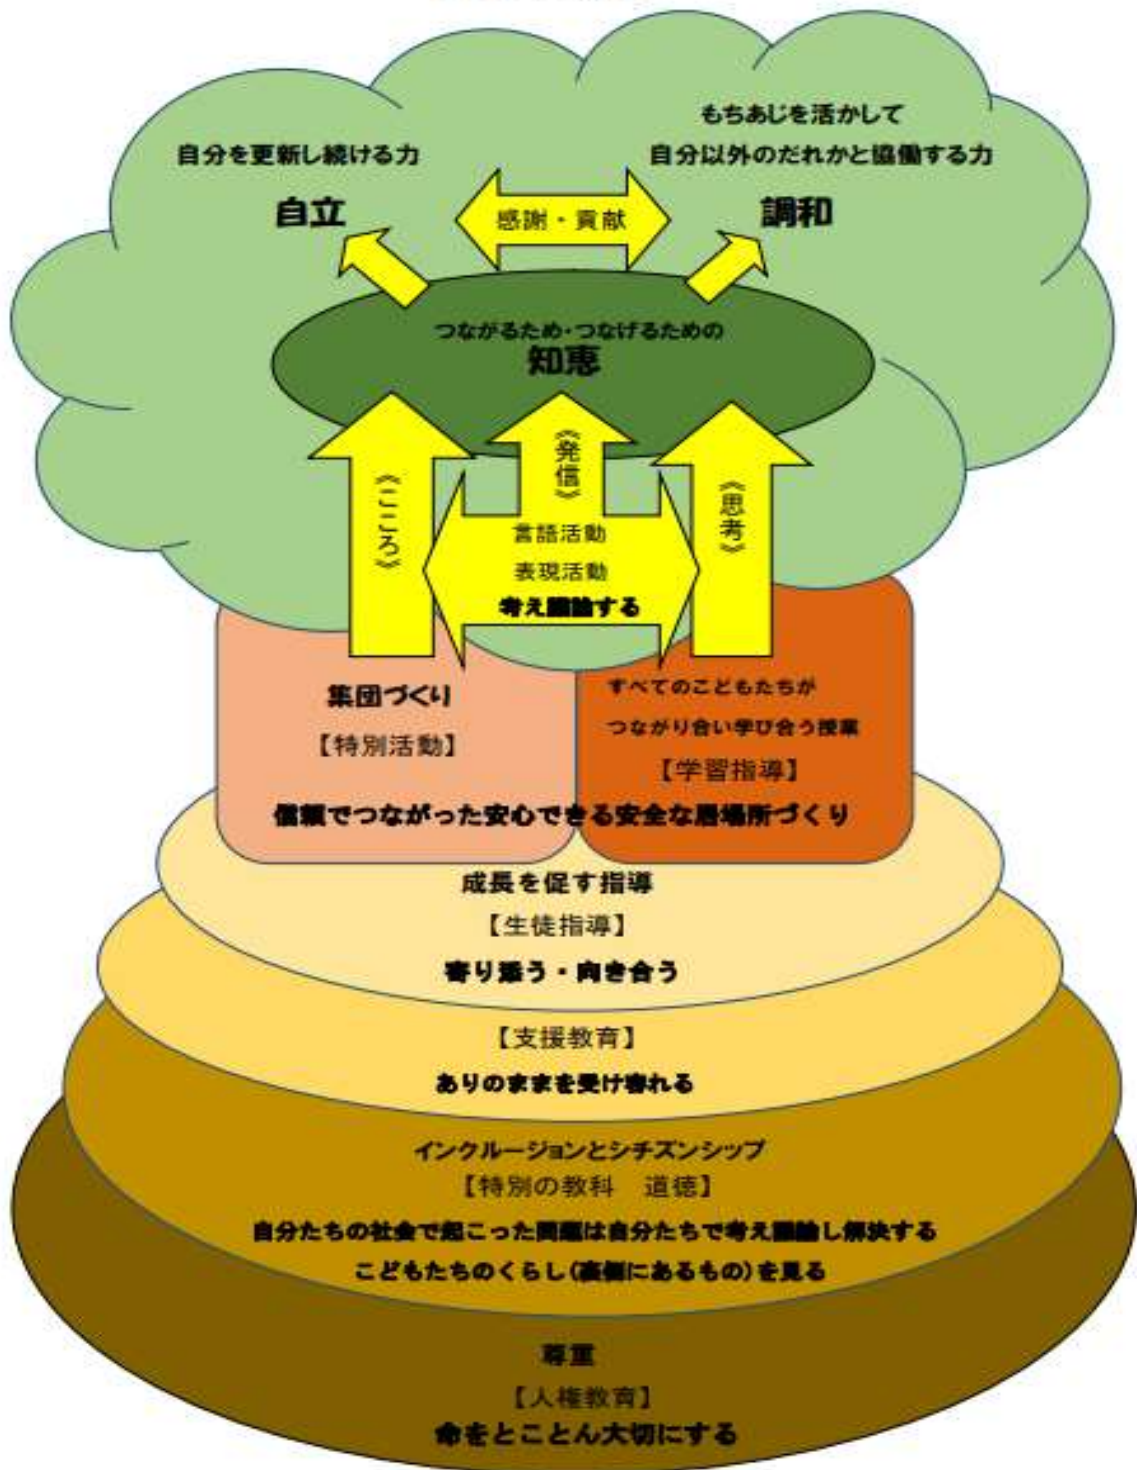 もちあじを活かして
自分を更新し続ける力
自分以外のだれかと協働する力
自立
感謝・貢献
調和
つながるため・つなげるための
知恵
《こころ》
《発信》
《思考》
言語活動
表現活動
考え議論する
集団づくり
【特別活動】
すべてのこどもたちが
つながり合い学び合う授業
【学習指導】
信頼でつながった安心できる安全な居場所づくり
成長を促す指導
【生徒指導】
寄り添う・向き合う
【支援教育】
ありのままを受け容れる
インクルージョンとシチズンシップ
【特別の教科　道徳】
自分たちの社会で起こった問題は自分たちで考え議論し解決する
こどもたちのくらし(裏側にあるもの)を見る
尊重
【人権教育】
命をとことん大切にする